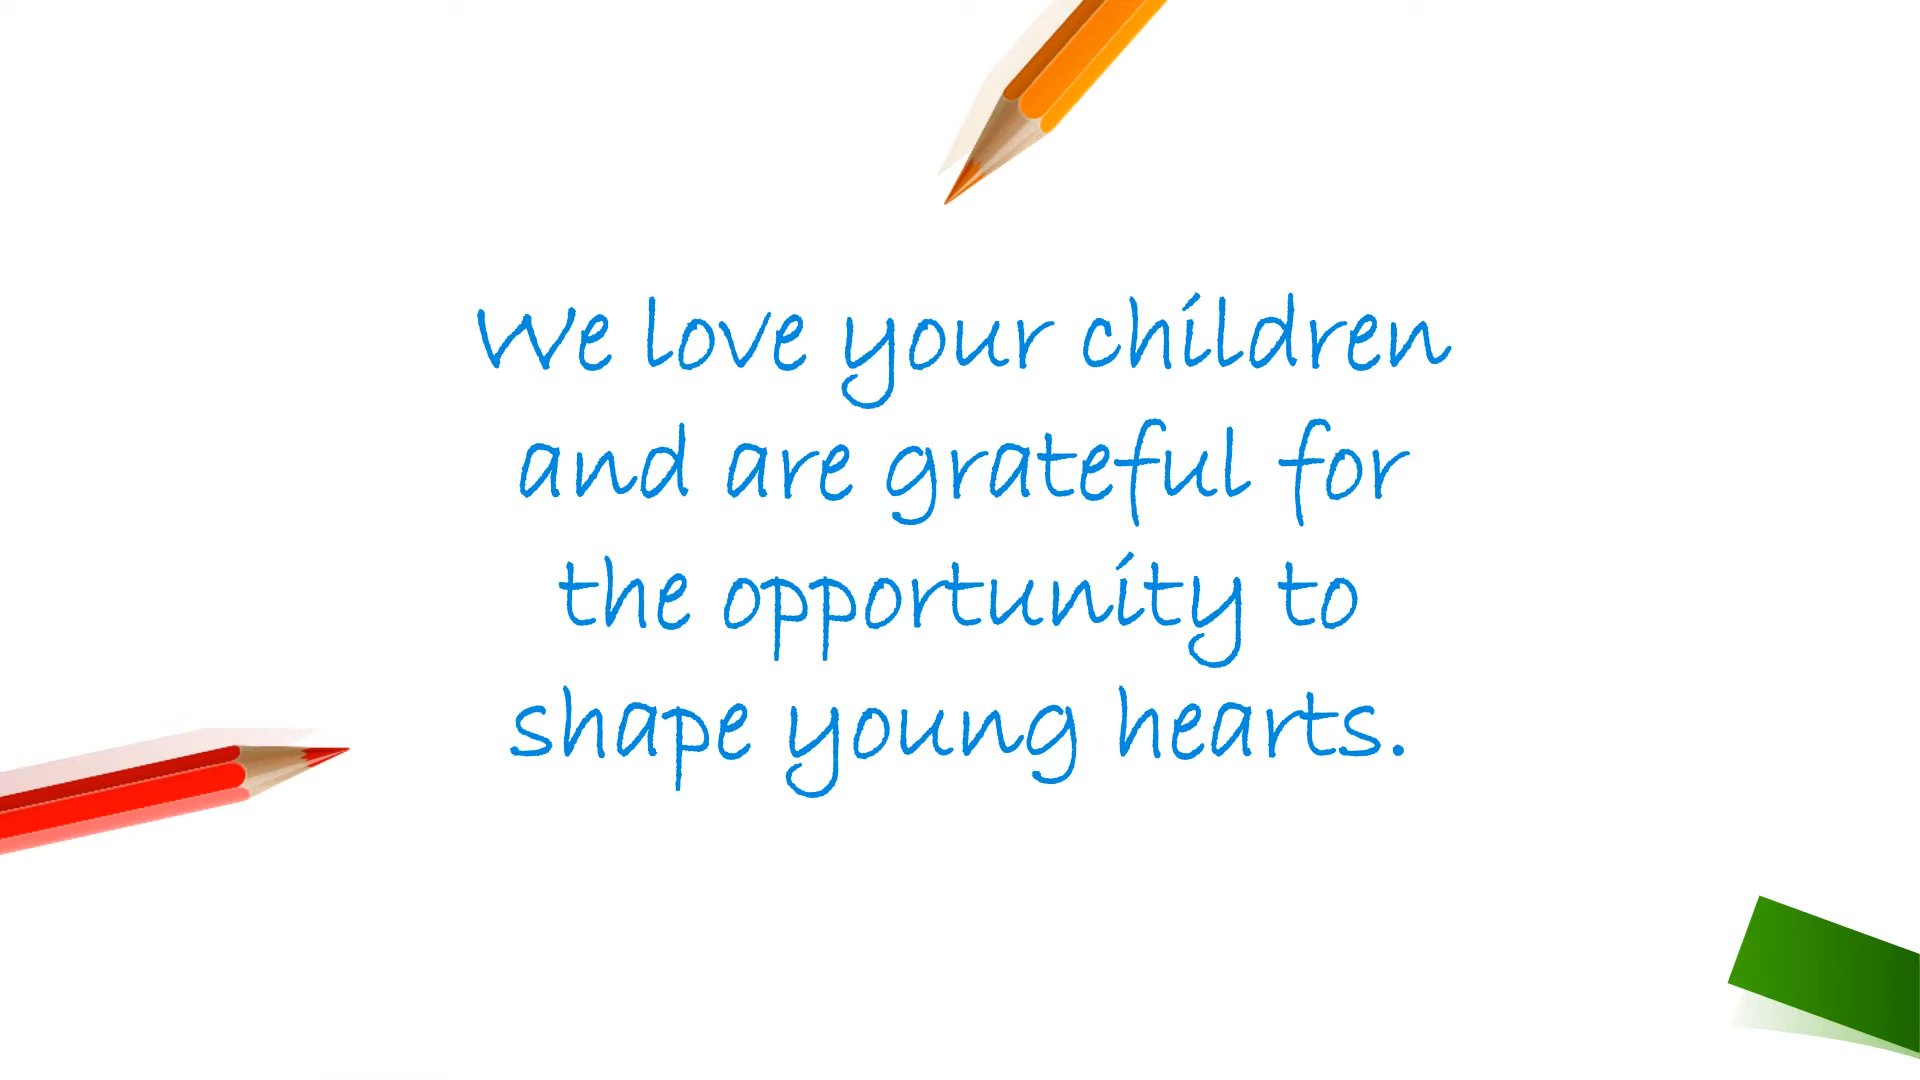 We love your children
and are grateful for
the opportunity to
shape young hearts.